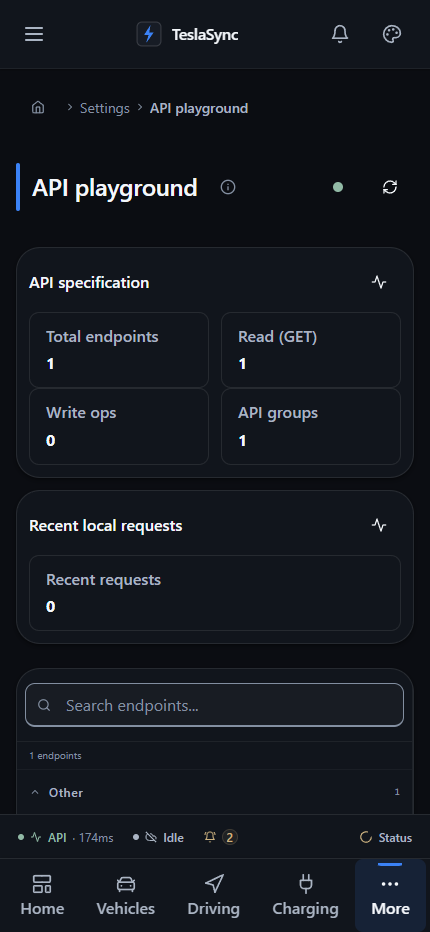 TeslaSync
Settings API playground
API playground
API specification
Total endpoints
1
Read (GET)
1
Write ops
0
API groups
1
Recent local requests
Recent requests
0
Search endpoints...
1 endpoints
Other 1
API · 174ms Idle 2 Status
Home Vehicles Driving Charging More